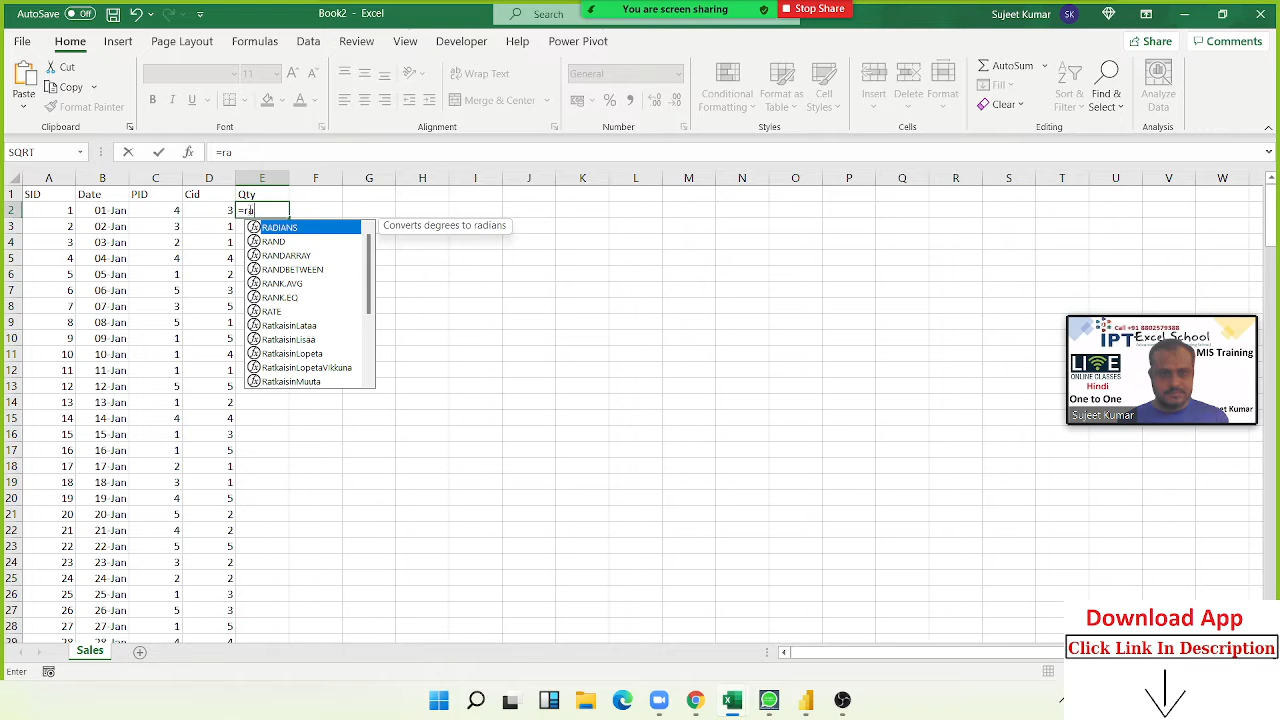 AutoSave Off Book2 - Excel Search You are screen sharing Stop Share Sujeet Kumar SK
File Home Insert Page Layout Formulas Data Review View Developer Help Power Pivot Share Comments
Paste Cut Copy Format Painter Clipboard
11 B I U Font
Wrap Text Merge & Center Alignment
General Number
Conditional Formatting Format as Table Cell Styles Styles
Insert Delete Format Cells
AutoSum Fill Clear Sort & Filter Find & Select Editing
Analyze Data Analysis
SQRT =ra
A B C D E F G H I J K L M N O P Q R S T U V W
1 SID Date PID Cid Qty
2 1 01-Jan 4 3 =ra
3 2 02-Jan 3 1
4 3 03-Jan 2 1
5 4 04-Jan 4 4
6 5 05-Jan 1 2
7 6 06-Jan 5 3
8 7 07-Jan 3 5
9 8 08-Jan 5 1
10 9 09-Jan 1 5
11 10 10-Jan 1 4
12 11 11-Jan 1 1
13 12 12-Jan 5 5
14 13 13-Jan 1 2
15 14 14-Jan 4 4
16 15 15-Jan 1 3
17 16 16-Jan 1 5
18 17 17-Jan 2 1
19 18 18-Jan 3 1
20 19 19-Jan 4 5
21 20 20-Jan 5 2
22 21 21-Jan 4 2
23 22 22-Jan 5 5
24 23 23-Jan 3 2
25 24 24-Jan 2 2
26 25 25-Jan 1 3
27 26 26-Jan 5 3
28 27 27-Jan 1 5
29 28 28-Jan 4 4
RADIANS
RAND
RANDARRAY
RANDBETWEEN
RANK.AVG
RANK.EQ
RATE
RatkaisinLataa
RatkaisinLisaa
RatkaisinLopeta
RatkaisinLopetaVikkuna
RatkaisinMuuta
Converts degrees to radians
Call +91 8802579388
IPT Excel School
MIS Training
LIVE
ONLINE CLASSES
Hindi
One to One
Sujeet Kumar
Download App
Click Link In Description
Sales
Enter